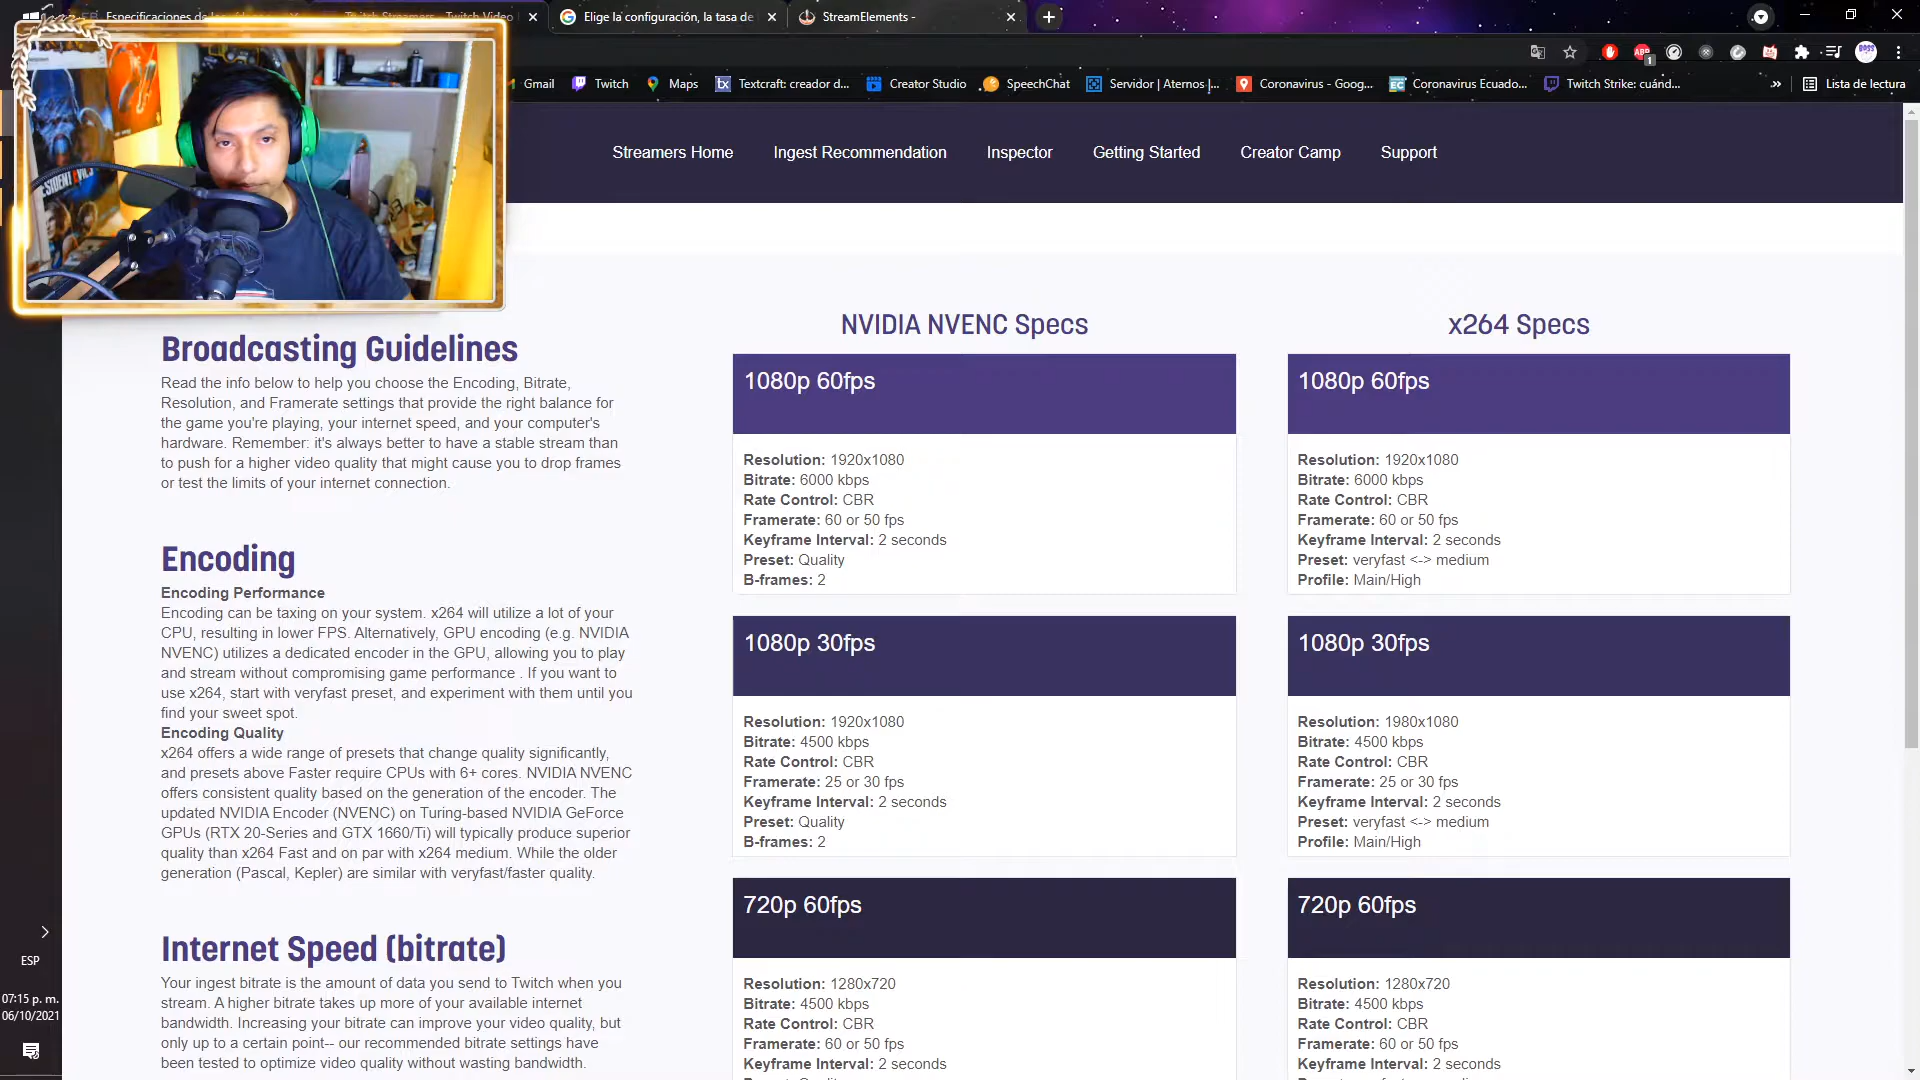 Especificaciones de los vídeos
Twitch Streamers - Twitch Video
Elige la configuración, la tasa de
StreamElements -
ABP
1
Gmail
Twitch
Maps
Textcraft: creador d...
Creator Studio
SpeechChat
Servidor | Aternos |...
Coronavirus - Goog...
Coronavirus Ecuado...
Twitch Strike: cuánd...
»
Lista de lectura
Streamers Home
Ingest Recommendation
Inspector
Getting Started
Creator Camp
Support
Broadcasting Guidelines
Read the info below to help you choose the Encoding, Bitrate,
Resolution, and Framerate settings that provide the right balance for
the game you're playing, your internet speed, and your computer's
hardware. Remember: it's always better to have a stable stream than
to push for a higher video quality that might cause you to drop frames
or test the limits of your internet connection.
Encoding
Encoding Performance
Encoding can be taxing on your system. x264 will utilize a lot of your
CPU, resulting in lower FPS. Alternatively, GPU encoding (e.g. NVIDIA
NVENC) utilizes a dedicated encoder in the GPU, allowing you to play
and stream without compromising game performance . If you want to
use x264, start with veryfast preset, and experiment with them until you
find your sweet spot.
Encoding Quality
x264 offers a wide range of presets that change quality significantly,
and presets above Faster require CPUs with 6+ cores. NVIDIA NVENC
offers consistent quality based on the generation of the encoder. The
updated NVIDIA Encoder (NVENC) on Turing-based NVIDIA GeForce
GPUs (RTX 20-Series and GTX 1660/Ti) will typically produce superior
quality than x264 Fast and on par with x264 medium. While the older
generation (Pascal, Kepler) are similar with veryfast/faster quality.
Internet Speed (bitrate)
Your ingest bitrate is the amount of data you send to Twitch when you
stream. A higher bitrate takes up more of your available internet
bandwidth. Increasing your bitrate can improve your video quality, but
only up to a certain point-- our recommended bitrate settings have
been tested to optimize video quality without wasting bandwidth.
NVIDIA NVENC Specs
1080p 60fps
Resolution: 1920x1080
Bitrate: 6000 kbps
Rate Control: CBR
Framerate: 60 or 50 fps
Keyframe Interval: 2 seconds
Preset: Quality
B-frames: 2
1080p 30fps
Resolution: 1920x1080
Bitrate: 4500 kbps
Rate Control: CBR
Framerate: 25 or 30 fps
Keyframe Interval: 2 seconds
Preset: Quality
B-frames: 2
720p 60fps
Resolution: 1280x720
Bitrate: 4500 kbps
Rate Control: CBR
Framerate: 60 or 50 fps
Keyframe Interval: 2 seconds
x264 Specs
1080p 60fps
Resolution: 1920x1080
Bitrate: 6000 kbps
Rate Control: CBR
Framerate: 60 or 50 fps
Keyframe Interval: 2 seconds
Preset: veryfast <-> medium
Profile: Main/High
1080p 30fps
Resolution: 1980x1080
Bitrate: 4500 kbps
Rate Control: CBR
Framerate: 25 or 30 fps
Keyframe Interval: 2 seconds
Preset: veryfast <-> medium
Profile: Main/High
720p 60fps
Resolution: 1280x720
Bitrate: 4500 kbps
Rate Control: CBR
Framerate: 60 or 50 fps
Keyframe Interval: 2 seconds
ESP
07:15 p. m.
06/10/2021